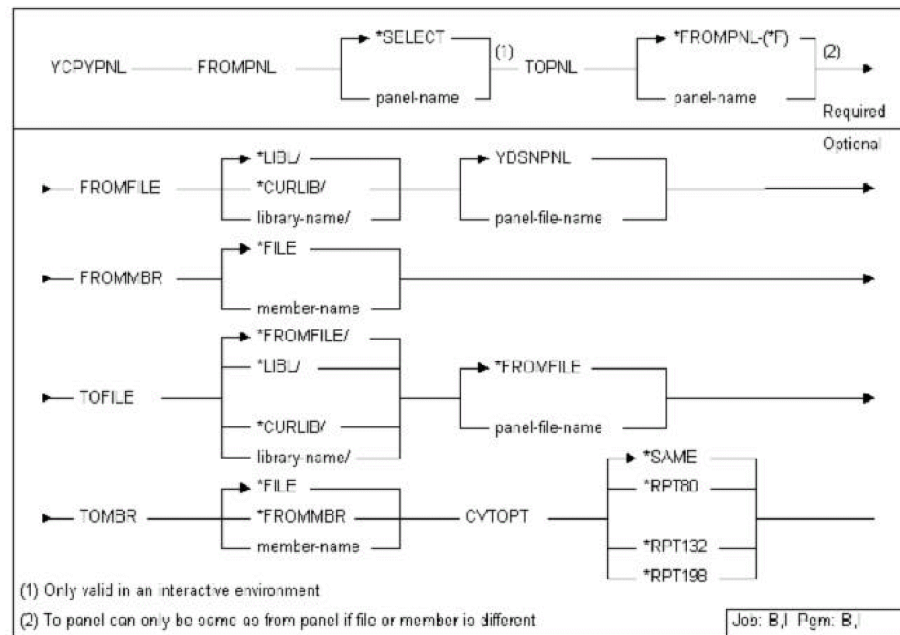 *SELECT
*FROMPNL-(*F)
(1)
(2)
YCPYPNL FROMPNL TOPNL
panel-name
panel-name
Required
Optional
*LIBL/
YDSNPNL
FROMFILE
*CURLIB/
library-name/
panel-file-name
*FILE
FROMMBR
member-name
*FROMFILE/
*LIBL/
*FROMFILE
TOFILE
*CURLIB/
panel-file-name
library-name/
*SAME
*FILE
*RPT80
TOMBR
*FROMMBR
CVTOPT
member-name
*RPT132
*RPT198
(1) Only valid in an interactive environment
(2) To panel can only be same as from panel if file or member is different
Job: B,I Pgm: B,I